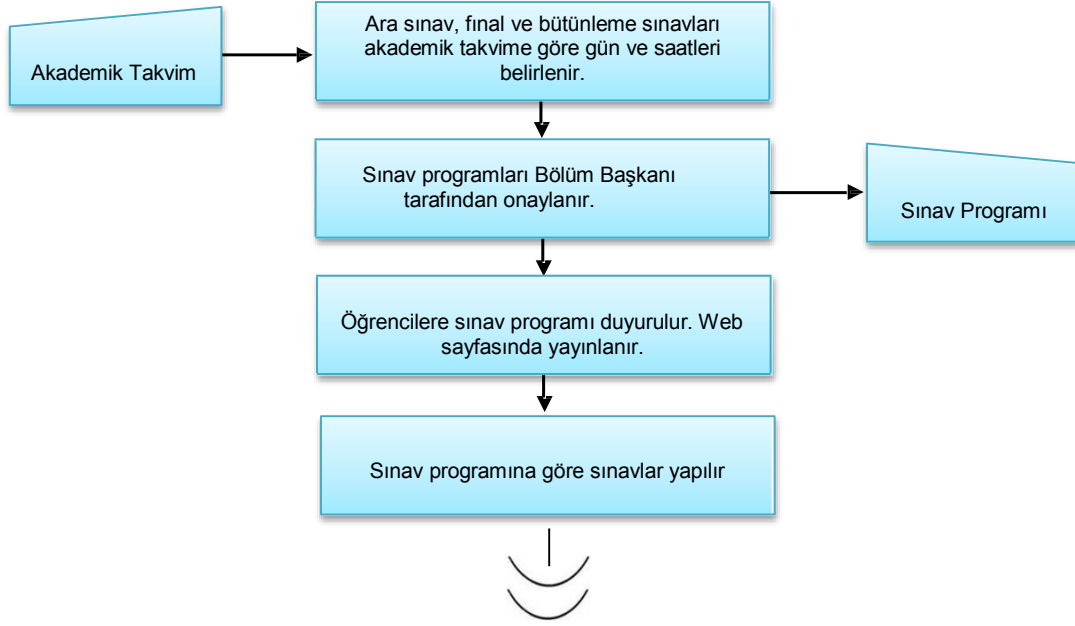 Akademik Takvim
Ara sınav, fınal ve bütünleme sınavları
akademik takvime göre gün ve saatleri
belirlenir.
Sınav programları Bölüm Başkanı
tarafından onaylanır.
Sınav Programı
Öğrencilere sınav programı duyurulur. Web
sayfasında yayınlanır.
Sınav programına göre sınavlar yapılır